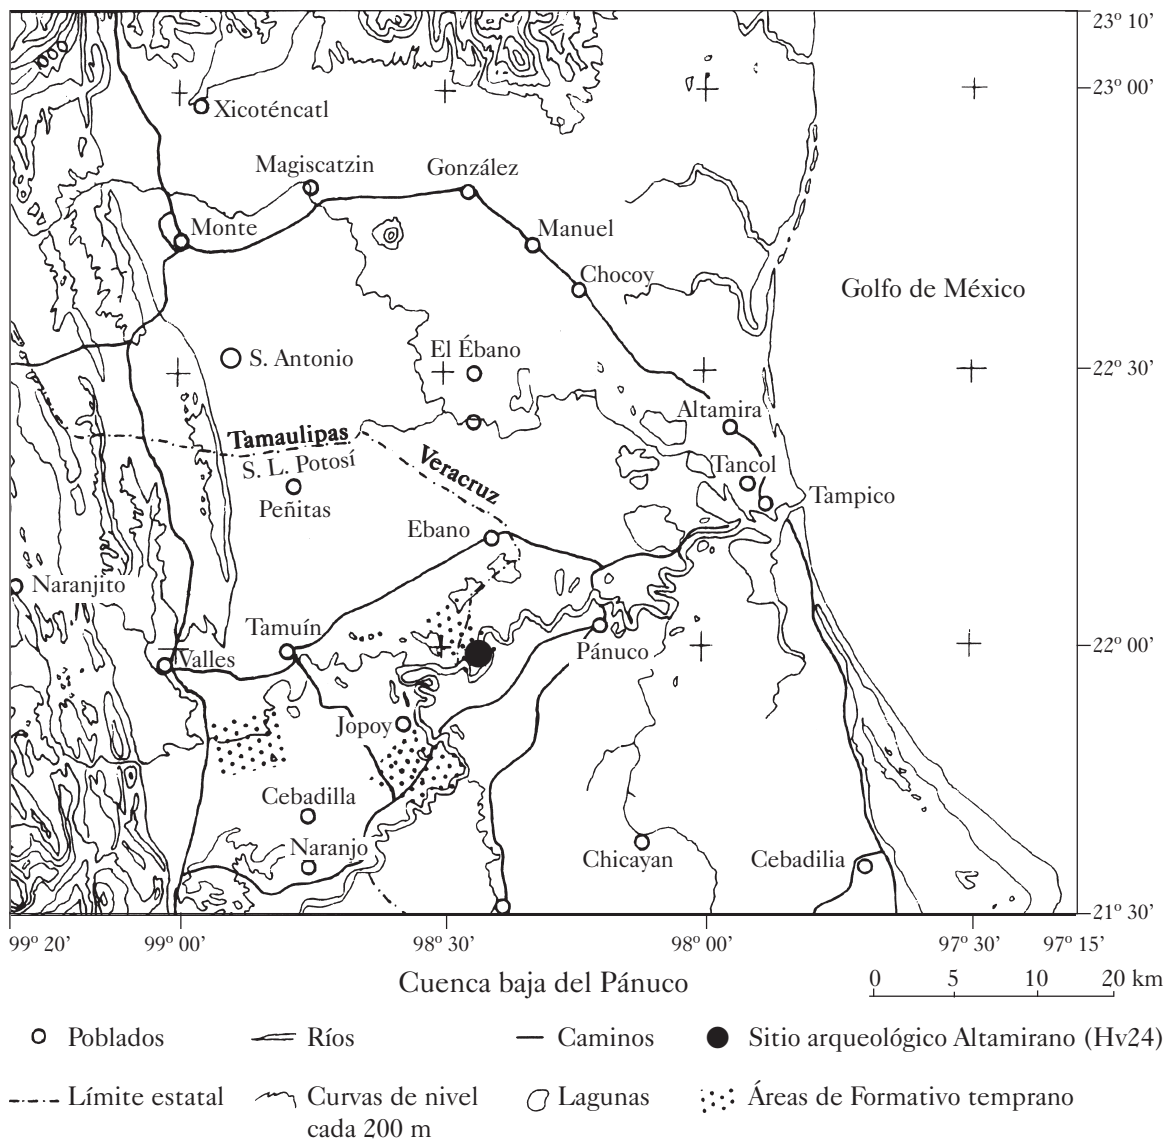 23º 10'
23º 00'
Xicoténcatl
Magiscatzin
González
Monte
Manuel
Chocoy
Golfo de México
S. Antonio
El Ébano
22º 30'
Altamira
Tamaulipas
S. L. Potosí
Veracruz
Tancol
Peñitas
Tampico
Ebano
Naranjito
Tamuín
Valles
Pánuco
22º 00'
Jopoy
Cebadilla
Naranjo
Chicayan
Cebadilia
21º 30'
99º 20' 99º 00' 98º 30' 98º 00' 97º 30' 97º 15'
Cuenca baja del Pánuco
0 5 10 20 km
Poblados Ríos Caminos Sitio arqueológico Altamirano (Hv24)
Límite estatal Curvas de nivel Lagunas Áreas de Formativo temprano
cada 200 m